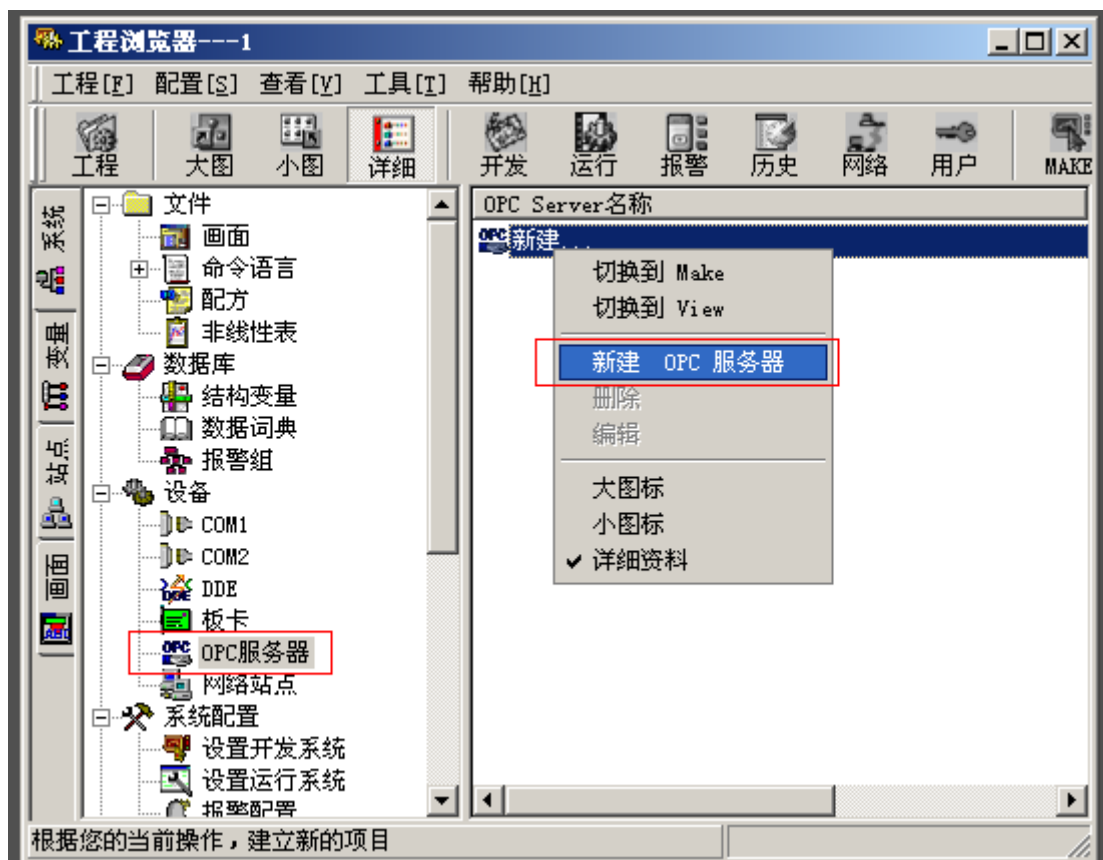 工程浏览器---1
工程[F] 配置[S] 查看[V] 工具[T] 帮助[H]
工程 大图 小图 详细 开发 运行 报警 历史 网络 用户 MAKE
系统
变量
站点
画面
文件
画面
命令语言
配方
非线性表
数据库
结构变量
数据词典
报警组
设备
COM1
COM2
DDE
板卡
OPC服务器
网络站点
系统配置
设置开发系统
设置运行系统
报警配置
OPC Server名称
新建...
切换到 Make
切换到 View
新建 OPC 服务器
删除
编辑
大图标
小图标
详细资料
根据您的当前操作，建立新的项目